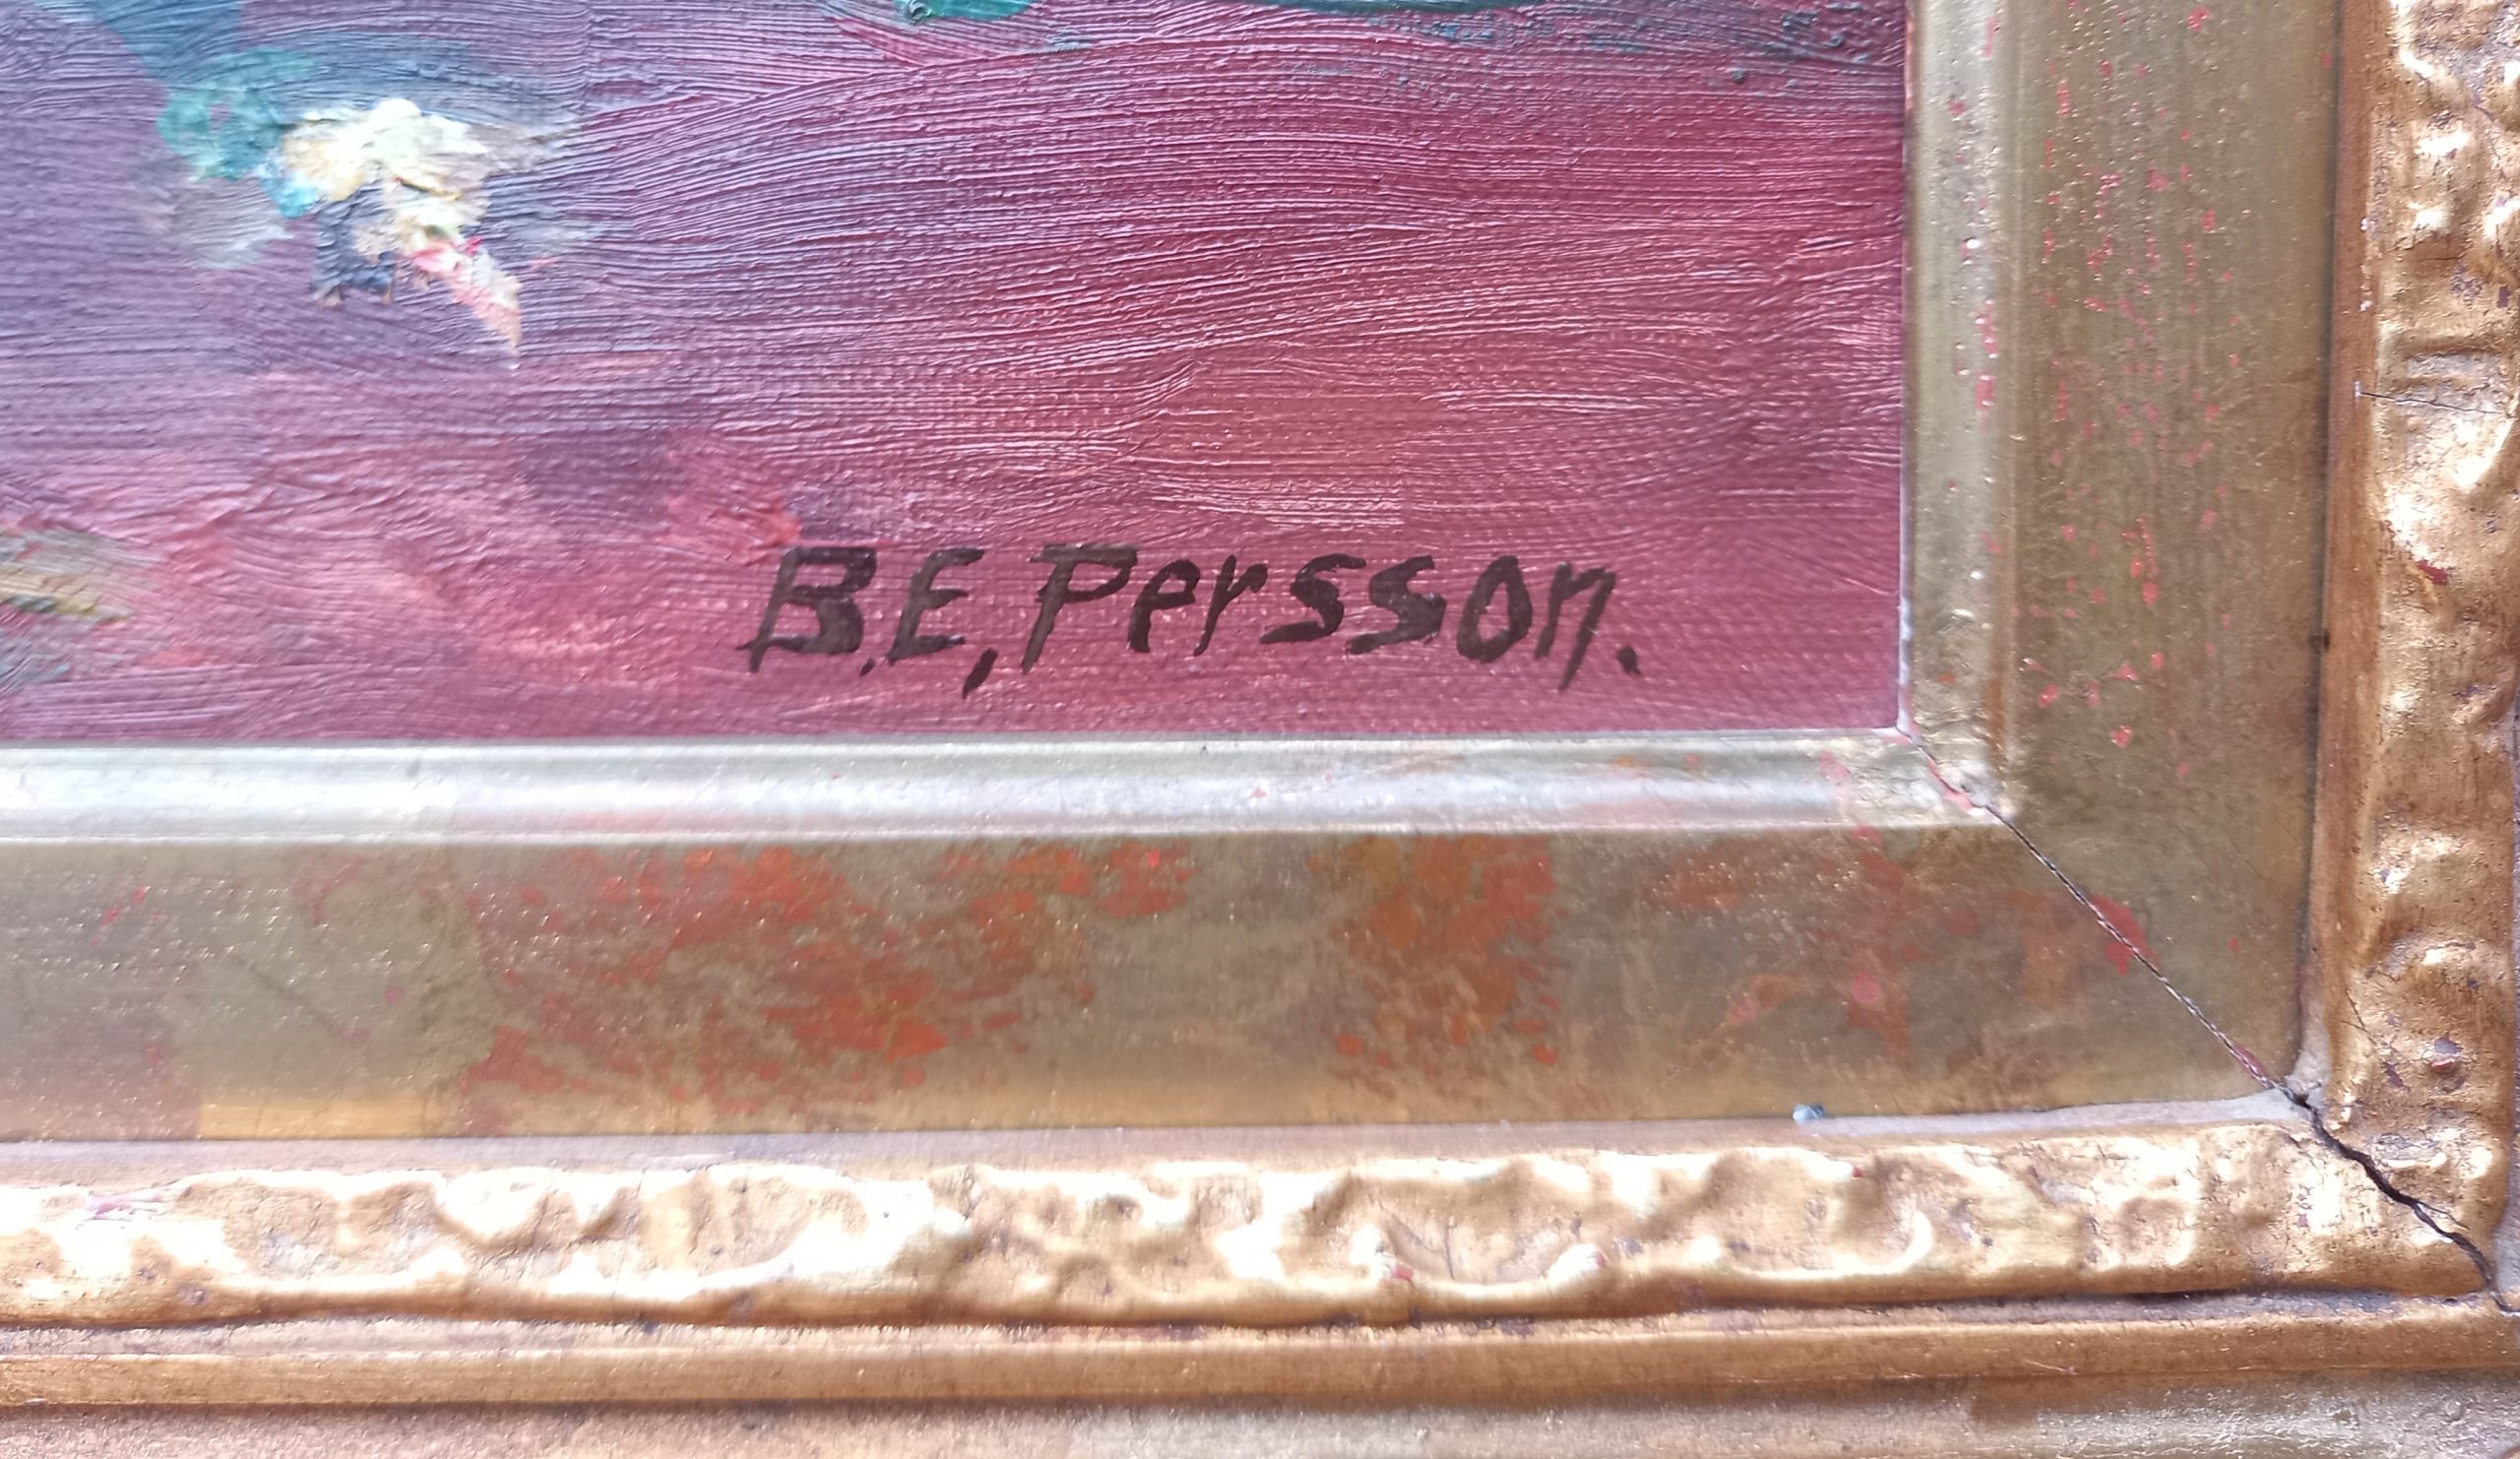 B.E, Persson.